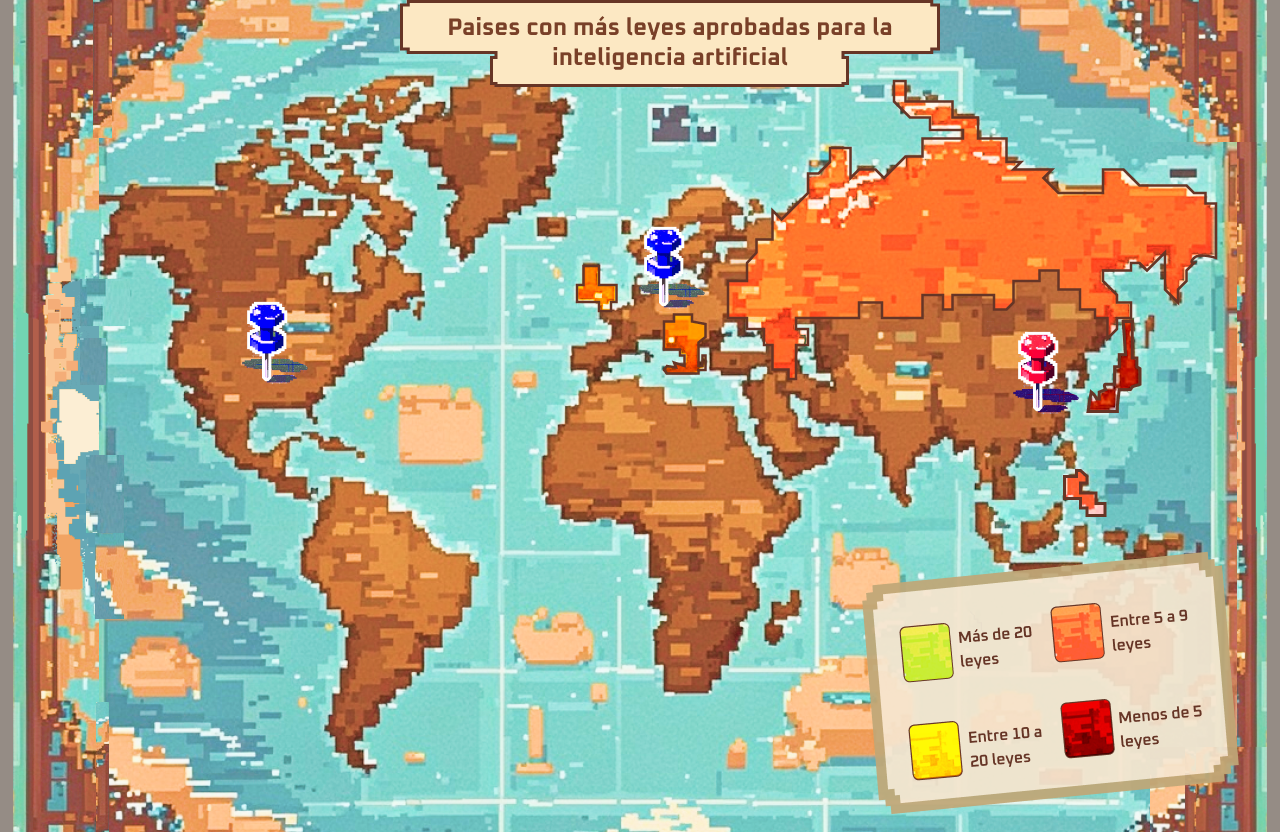 Paises con más leyes aprobadas para la
inteligencia artificial
Más de 20
leyes
Entre 5 a 9
leyes
Entre 10 a
20 leyes
Menos de 5
leyes